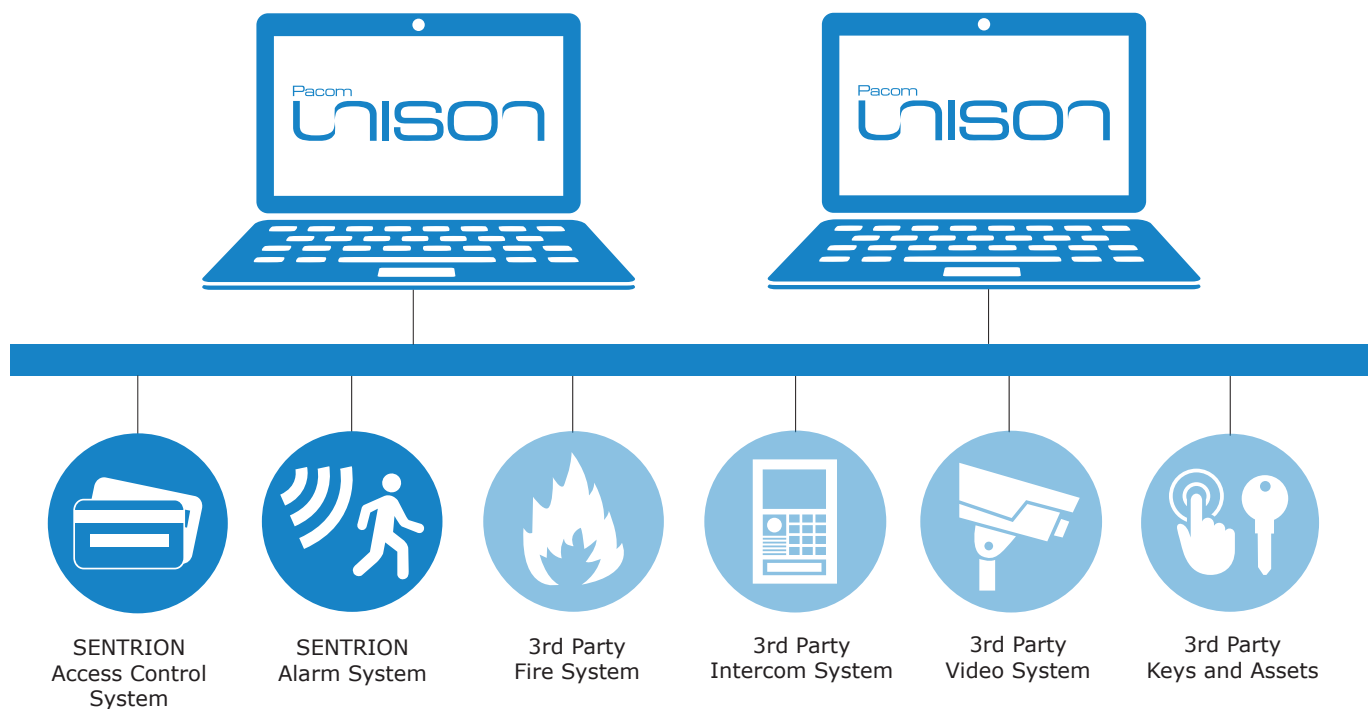 Pacom
UNISON
Pacom
UNISON
SENTRION
Access Control
System
SENTRION
Alarm System
3rd Party
Fire System
3rd Party
Intercom System
3rd Party
Video System
3rd Party
Keys and Assets